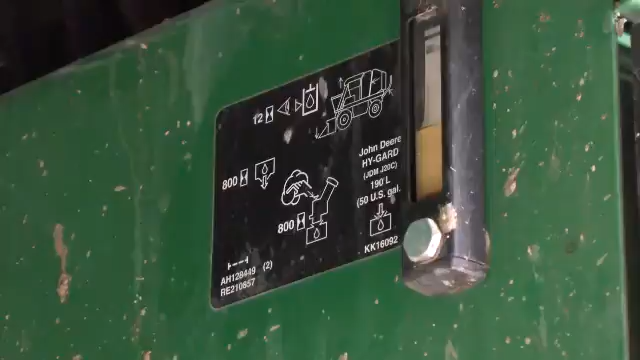 12
John Deere
HY-GARD
(JDM J20C)
190 L
(50 U.S. gal.
800
800
KK16092
(2)
AH128449
RE210857